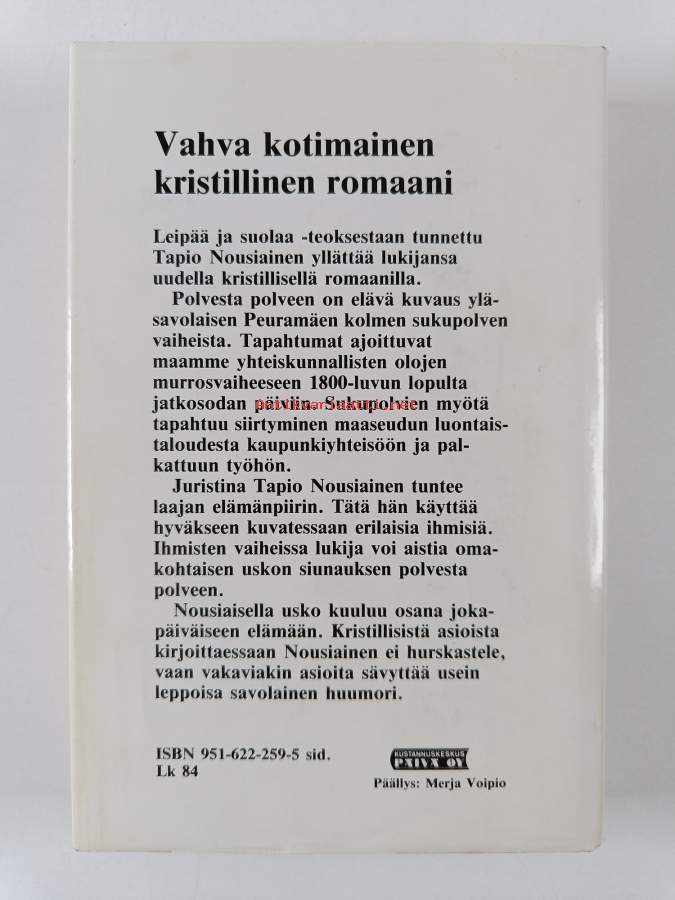 Vahva kotimainen
kristillinen romaani
Leipää ja suolaa -teoksestaan tunnettu
Tapio Nousiainen yllättää lukijansa
uudella kristillisellä romaanilla.
Polvesta polveen on elävä kuvaus ylä-
savolaisen Peuramäen kolmen sukupolven
vaiheista. Tapahtumat ajoittuvat
maamme yhteiskunnallisten olojen
murrosvaiheeseen 1800-luvun lopulta
jatkosodan päiviin. Sukupolvien myötä
Antikvariaatti.net
tapahtuu siirtyminen maaseudun luontais-
taloudesta kaupunkiyhteisöön ja pal-
kattuun työhön.
Juristina Tapio Nousiainen tuntee
laajan elämänpiirin. Tätä hän käyttää
hyväkseen kuvatessaan erilaisia ihmisiä.
Ihmisten vaiheissa lukija voi aistia oma-
kohtaisen uskon siunauksen polvesta
polveen.
Nousiaisella usko kuuluu osana joka-
päiväiseen elämään. Kristillisistä asioista
kirjoittaessaan Nousiainen ei hurskastele,
vaan vakaviakin asioita sävyttää usein
leppoisa savolainen huumori.
ISBN 951-622-259-5 sid.
Lk 84
KUSTANNUSKESKUS
PÄIVÄ OY
Päällys: Merja Voipio